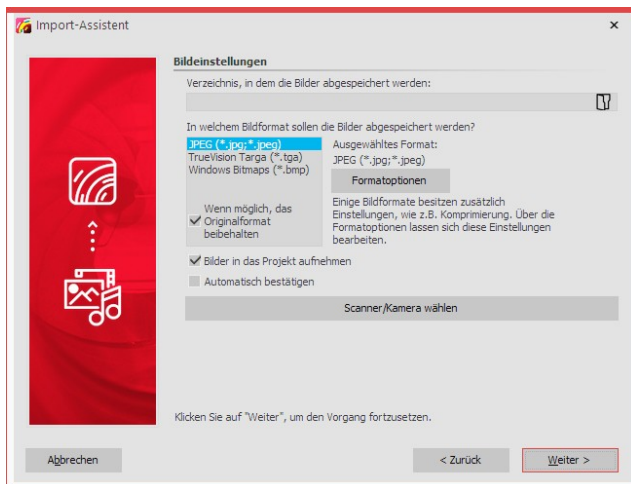 Import-Assistent
Bildeinstellungen
Verzeichnis, in dem die Bilder abgespeichert werden:
In welchem Bildformat sollen die Bilder abgespeichert werden?
JPEG (*.jpg;*.jpeg)
TrueVision Targa (*.tga)
Windows Bitmaps (*.bmp)
Wenn möglich, das
Originalformat
beibehalten
Ausgewähltes Format:
JPEG (*.jpg;*.jpeg)
Formatoptionen
Einige Bildformate besitzen zusätzlich
Einstellungen, wie z.B. Komprimierung. Über die
Formatoptionen lassen sich diese Einstellungen
bearbeiten.
Bilder in das Projekt aufnehmen
Automatisch bestätigen
Scanner/Kamera wählen
Klicken Sie auf "Weiter", um den Vorgang fortzusetzen.
Abbrechen
< Zurück
Weiter >